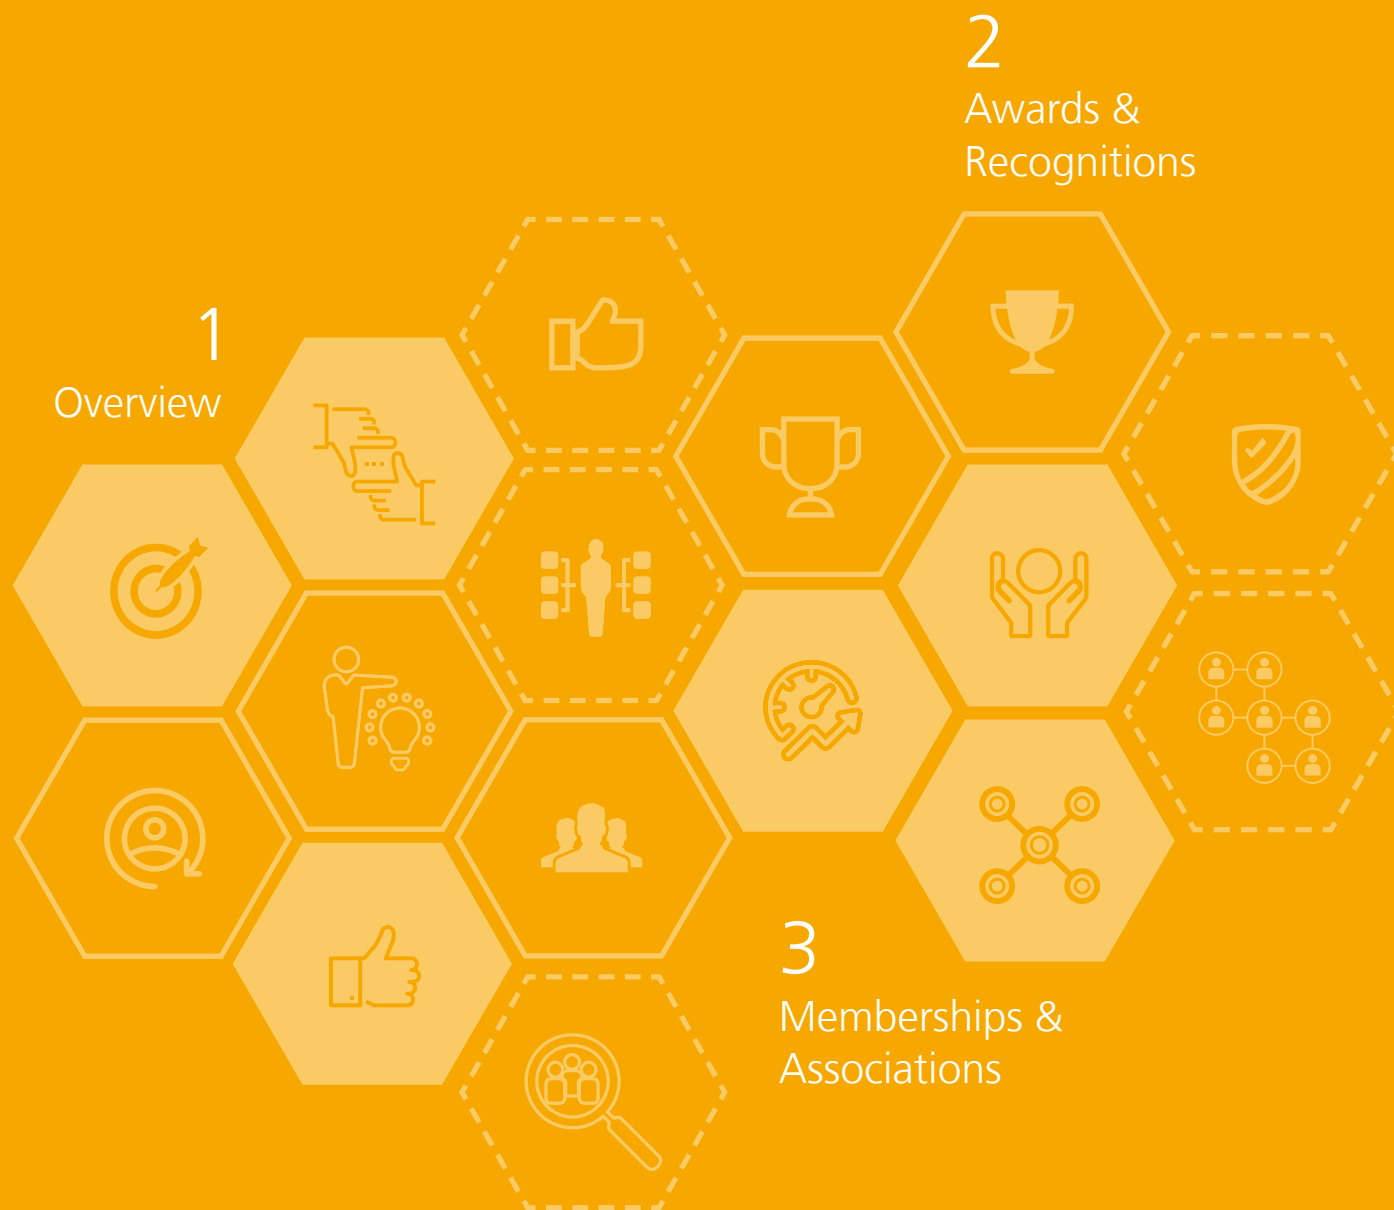 1
Overview
2
Awards &
Recognitions
3
Memberships &
Associations